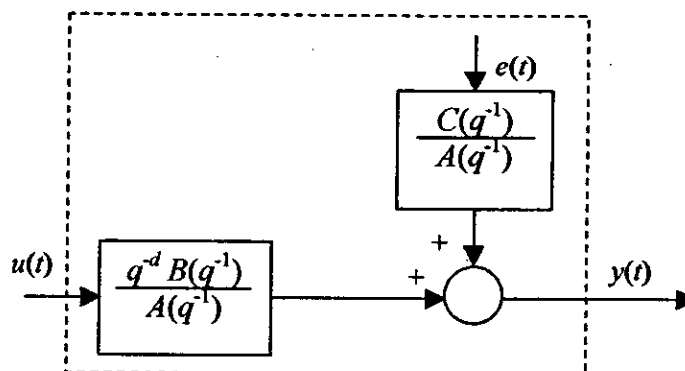 e(t)
C(q⁻¹)
A(q⁻¹)
+
u(t)
q⁻ᵈ B(q⁻¹)
A(q⁻¹)
+
y(t)